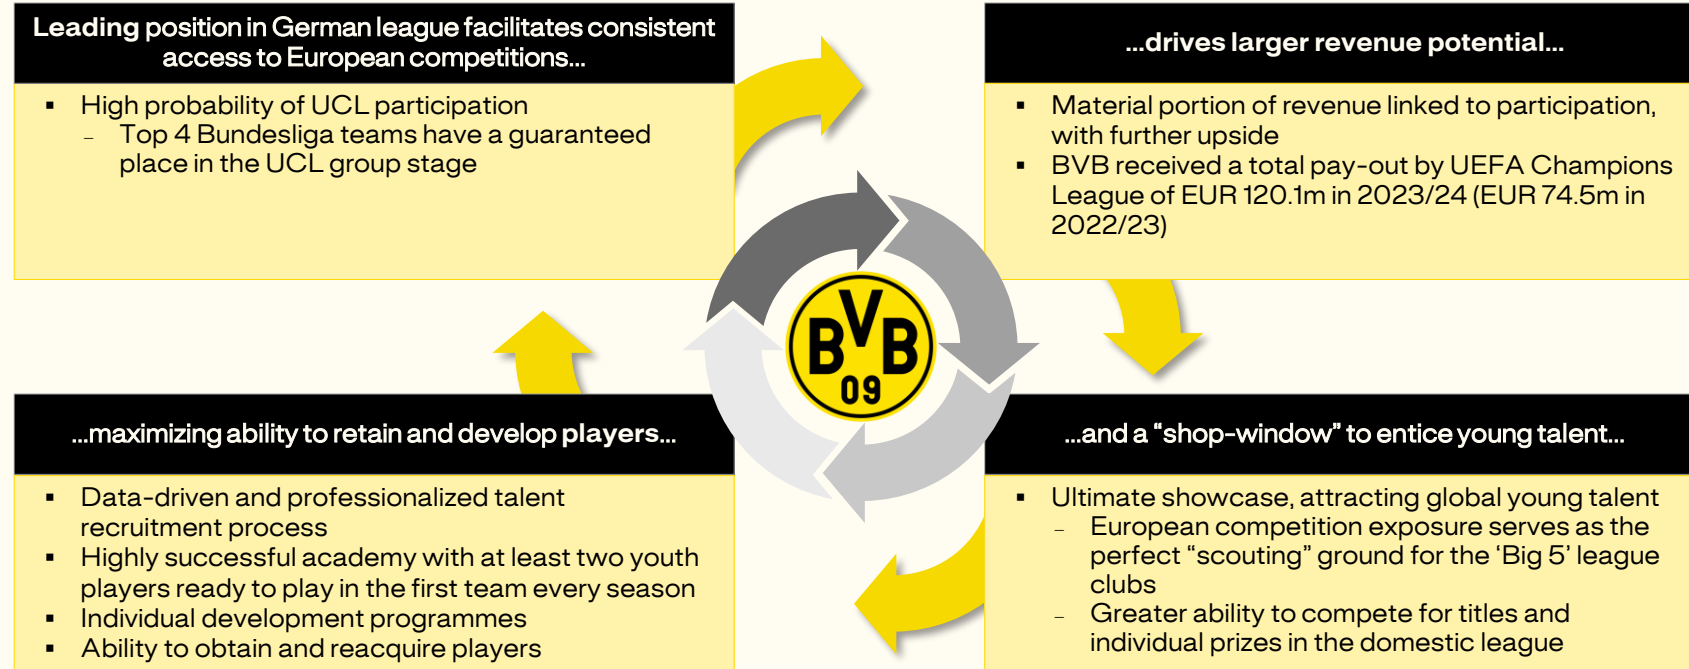 Leading position in German league facilitates consistent
access to European competitions...
▪ High probability of UCL participation
– Top 4 Bundesliga teams have a guaranteed
place in the UCL group stage
...drives larger revenue potential...
▪ Material portion of revenue linked to participation,
with further upside
▪ BVB received a total pay-out by UEFA Champions
League of EUR 120.1m in 2023/24 (EUR 74.5m in
2022/23)
BVB
09
...maximizing ability to retain and develop players...
▪ Data-driven and professionalized talent
recruitment process
▪ Highly successful academy with at least two youth
players ready to play in the first team every season
▪ Individual development programmes
▪ Ability to obtain and reacquire players
...and a “shop-window” to entice young talent...
▪ Ultimate showcase, attracting global young talent
– European competition exposure serves as the
perfect “scouting” ground for the ‘Big 5’ league
clubs
– Greater ability to compete for titles and
individual prizes in the domestic league